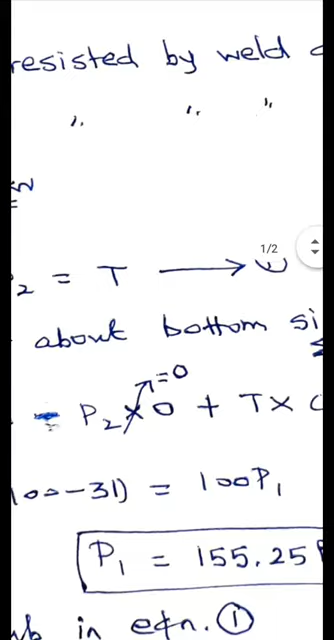 resisted by weld
" " "
1/2
2 = T ⟶
about bottom si
- P₂ × 0 + T ×
=0
100-31) = 100P₁
P₁ = 155.25
in eqn. ①